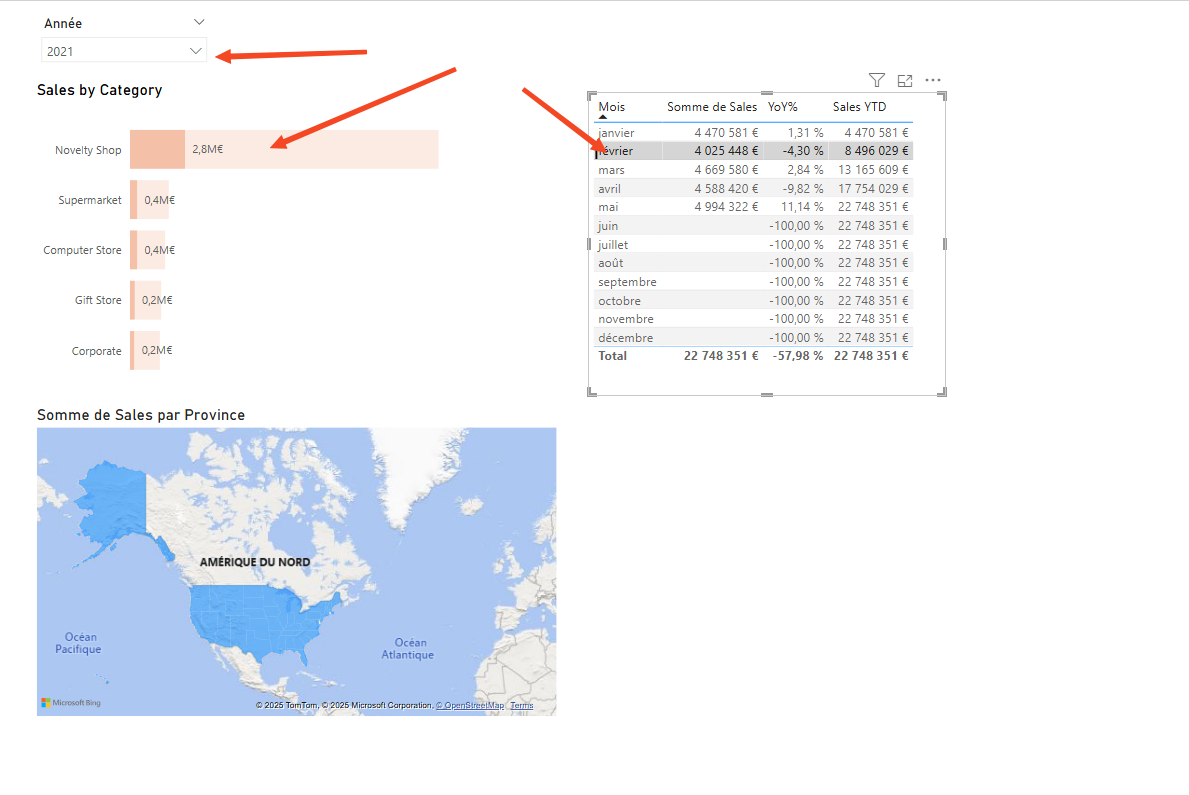 Année
2021
Sales by Category
Novelty Shop 2,8M€
Supermarket 0,4M€
Computer Store 0,4M€
Gift Store 0,2M€
Corporate 0,2M€
Mois Somme de Sales YoY% Sales YTD
janvier 4 470 581 € 1,31 % 4 470 581 €
février 4 025 448 € -4,30 % 8 496 029 €
mars 4 669 580 € 2,84 % 13 165 609 €
avril 4 588 420 € -9,82 % 17 754 029 €
mai 4 994 322 € 11,14 % 22 748 351 €
juin -100,00 % 22 748 351 €
juillet -100,00 % 22 748 351 €
août -100,00 % 22 748 351 €
septembre -100,00 % 22 748 351 €
octobre -100,00 % 22 748 351 €
novembre -100,00 % 22 748 351 €
décembre -100,00 % 22 748 351 €
Total 22 748 351 € -57,98 % 22 748 351 €
Somme de Sales par Province
AMÉRIQUE DU NORD
Océan
Pacifique
Océan
Atlantique
Microsoft Bing
© 2025 TomTom, © 2025 Microsoft Corporation, © OpenStreetMap Terms